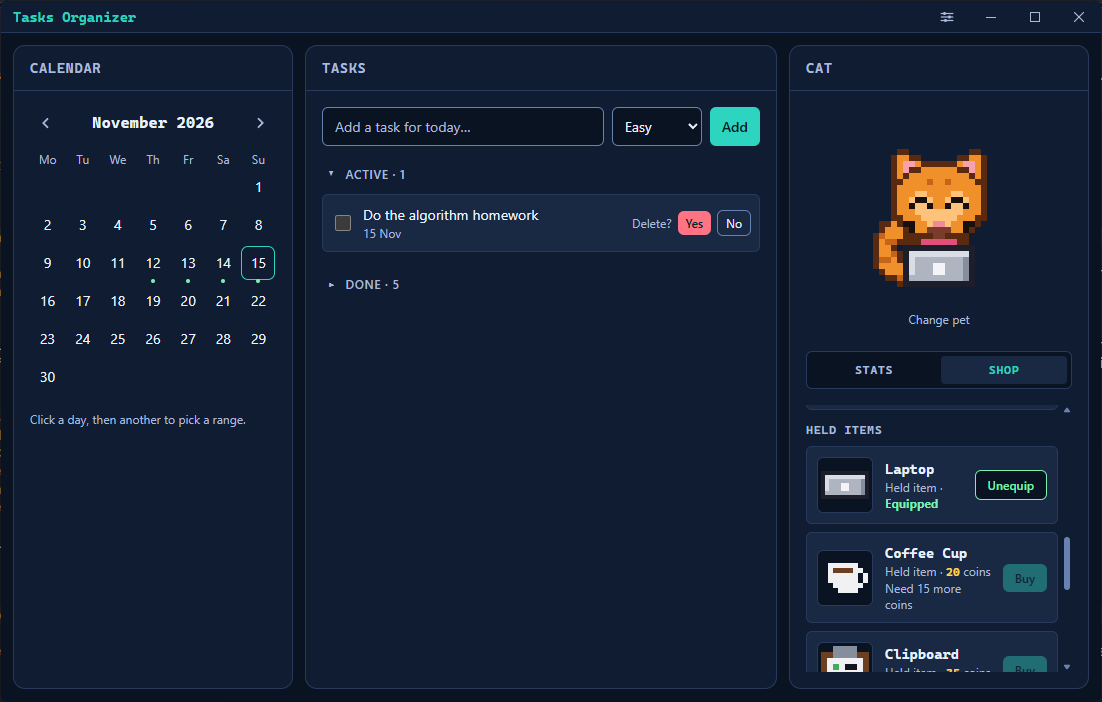 Tasks Organizer
CALENDAR
November 2026
Mo Tu We Th Fr Sa Su
1
2 3 4 5 6 7 8
9 10 11 12 13 14 15
16 17 18 19 20 21 22
23 24 25 26 27 28 29
30
Click a day, then another to pick a range.
TASKS
Add a task for today...
Easy
Add
ACTIVE · 1
Do the algorithm homework
15 Nov
Delete?
Yes
No
DONE · 5
CAT
Change pet
STATS
SHOP
HELD ITEMS
Laptop
Held item ·
Equipped
Unequip
Coffee Cup
Held item · 20 coins
Need 15 more
coins
Buy
Clipboard
Held item · 25 coins
Buy